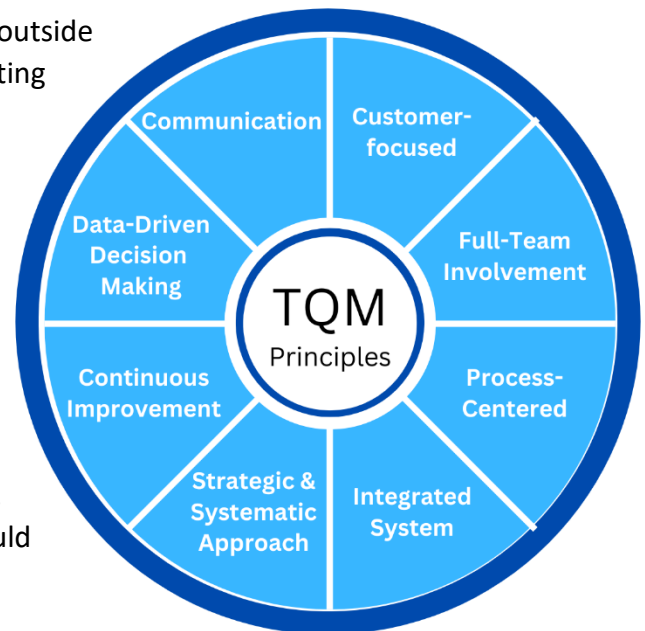 outside
ting
Communication
Customer-
focused
Full-Team
Involvement
Process-
Centered
Integrated
System
Strategic &
Systematic
Approach
Continuous
Improvement
Data-Driven
Decision
Making
TQM
Principles
uld